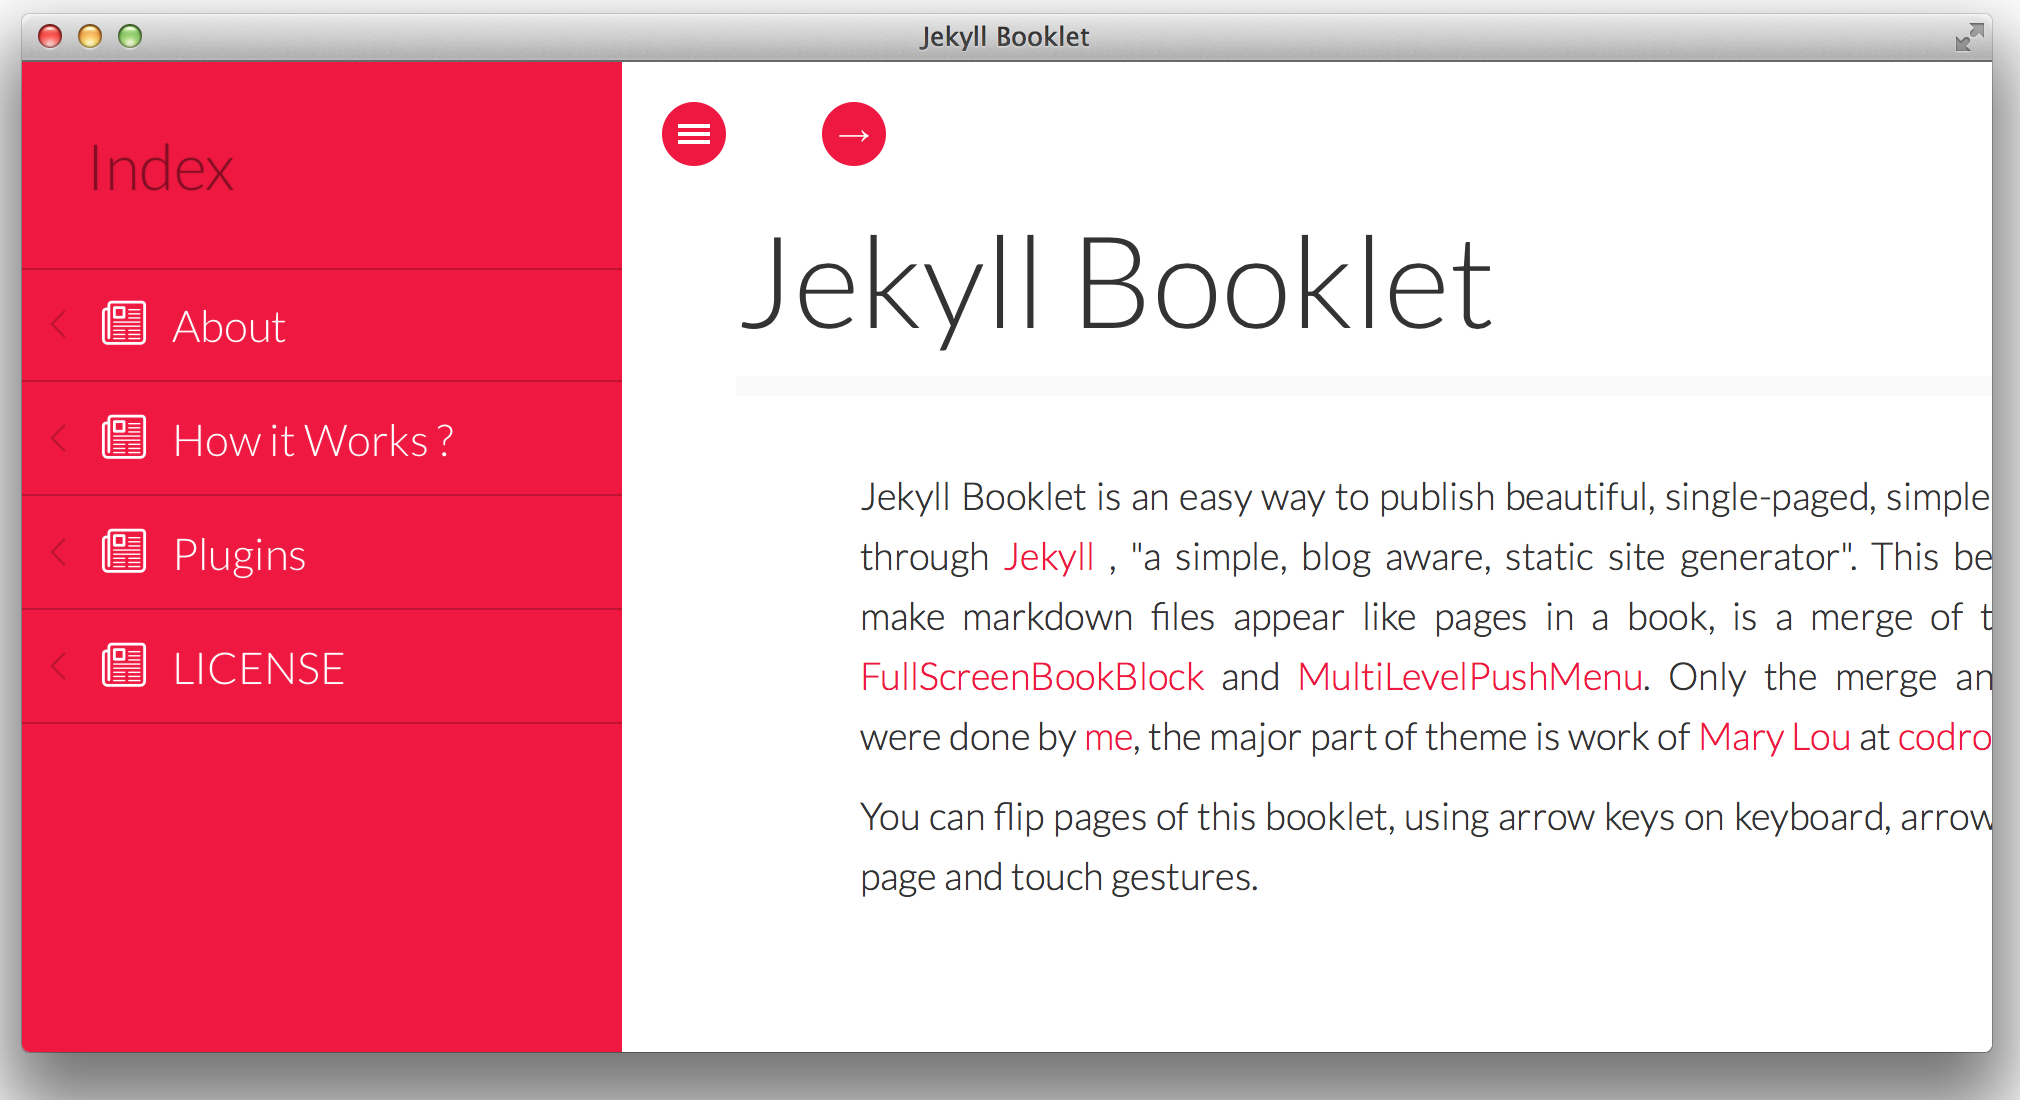 Jekyll Booklet
Index
About
How it Works ?
Plugins
LICENSE
→
Jekyll Booklet
Jekyll Booklet is an easy way to publish beautiful, single-paged, simple
through Jekyll , "a simple, blog aware, static site generator". This be
make markdown files appear like pages in a book, is a merge of t
FullScreenBookBlock and MultiLevelPushMenu. Only the merge an
were done by me, the major part of theme is work of Mary Lou at codro
You can flip pages of this booklet, using arrow keys on keyboard, arrow
page and touch gestures.